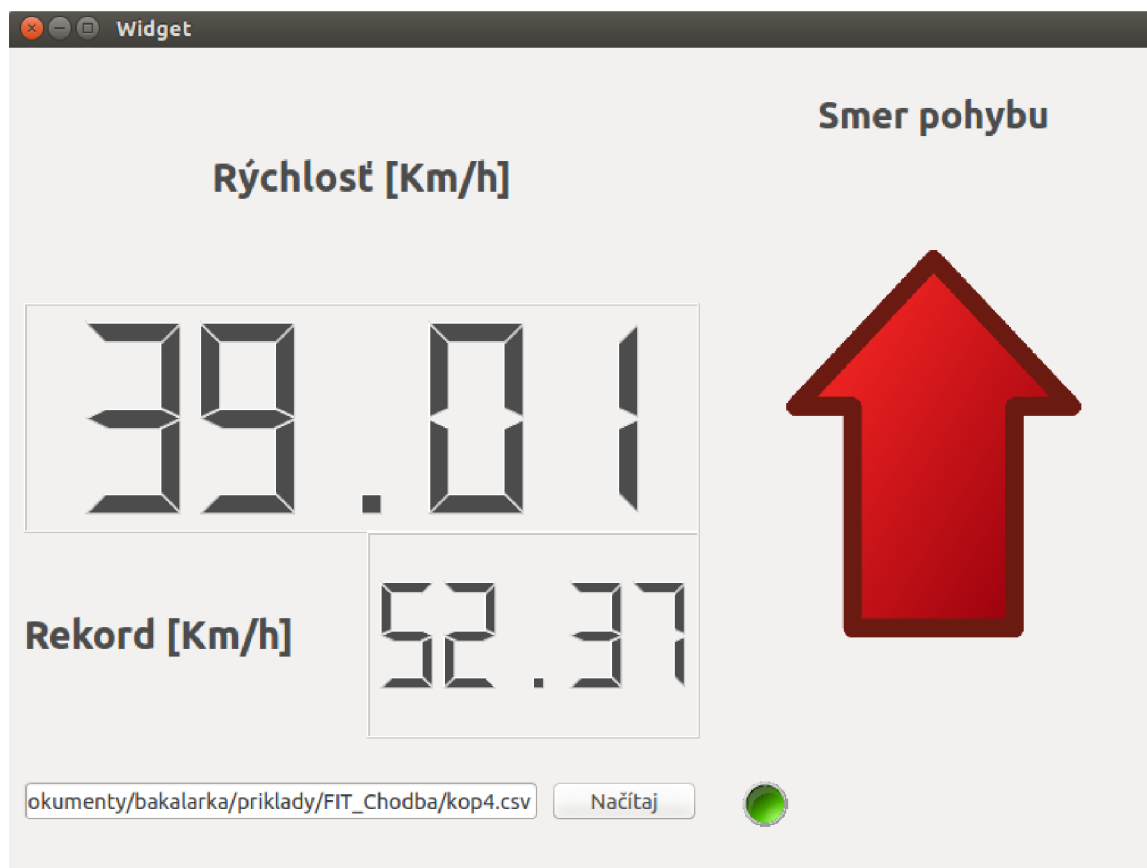 Widget
Smer pohybu
Rýchlosť [Km/h]
39.01
Rekord [Km/h]
52.37
okumenty/bakalarka/priklady/FIT_Chodba/kop4.csv
Načítaj